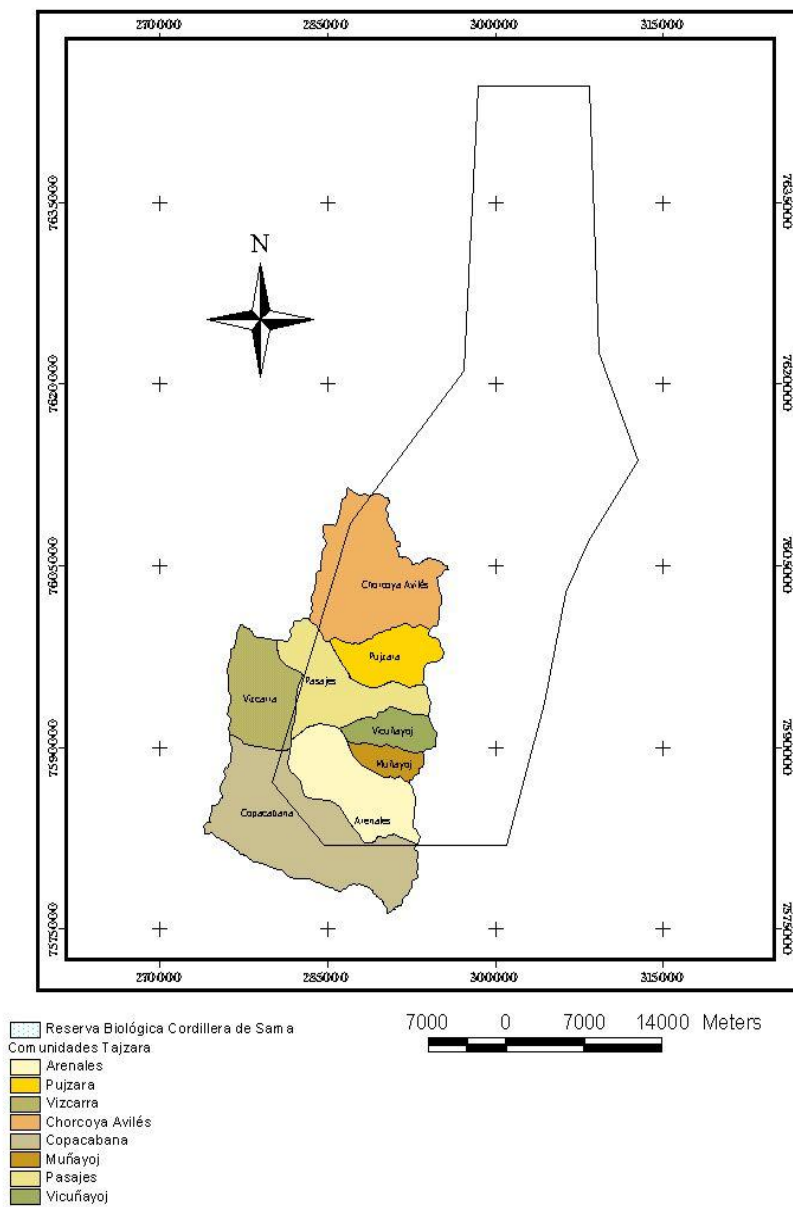 270000 285000 300000 315000
N
7635000 7635000
7620000 7620000
7605000 7605000
Chorcoya Avilés
Pujzara
Pasajes
Vizcarra
Vicuñayoj
7590000 7590000
Muñayoj
Copacabana
Arenales
7575000 7575000
270000 285000 300000 315000
Reserva Biológica Cordillera de Sama
7000 0 7000 14000 Meters
Comunidades Tajzara
Arenales
Pujzara
Vizcarra
Chorcoya Avilés
Copacabana
Muñayoj
Pasajes
Vicuñayoj